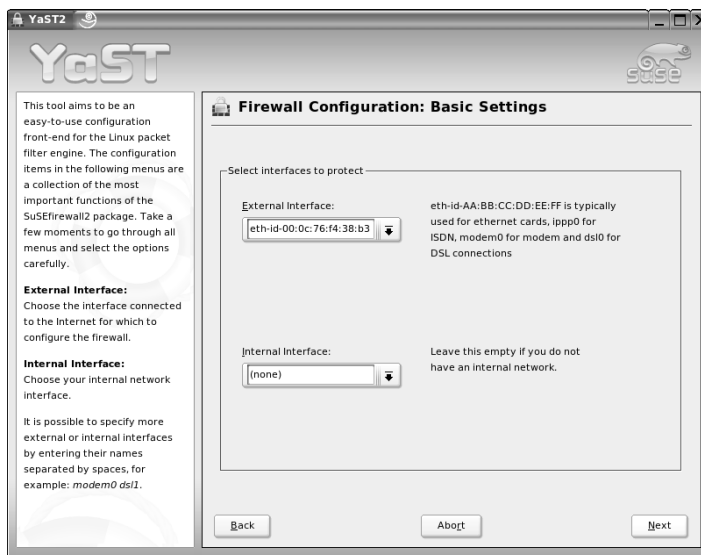 YaST2
YaST
SUSE
This tool aims to be an
easy-to-use configuration
front-end for the Linux packet
filter engine. The configuration
items in the following menus are
a collection of the most
important functions of the
SuSEfirewall2 package. Take a
few moments to go through all
menus and select the options
carefully.
External Interface:
Choose the interface connected
to the Internet for which to
configure the firewall.
Internal Interface:
Choose your internal network
interface.
It is possible to specify more
external or internal interfaces
by entering their names
separated by spaces, for
example: modem0 dsl1.
Firewall Configuration: Basic Settings
Select interfaces to protect
External Interface:
eth-id-00:0c:76:f4:38:b3
eth-id-AA:BB:CC:DD:EE:FF is typically
used for ethernet cards, ippp0 for
ISDN, modem0 for modem and dsl0 for
DSL connections
Internal Interface:
(none)
Leave this empty if you do not
have an internal network.
Back
Abort
Next